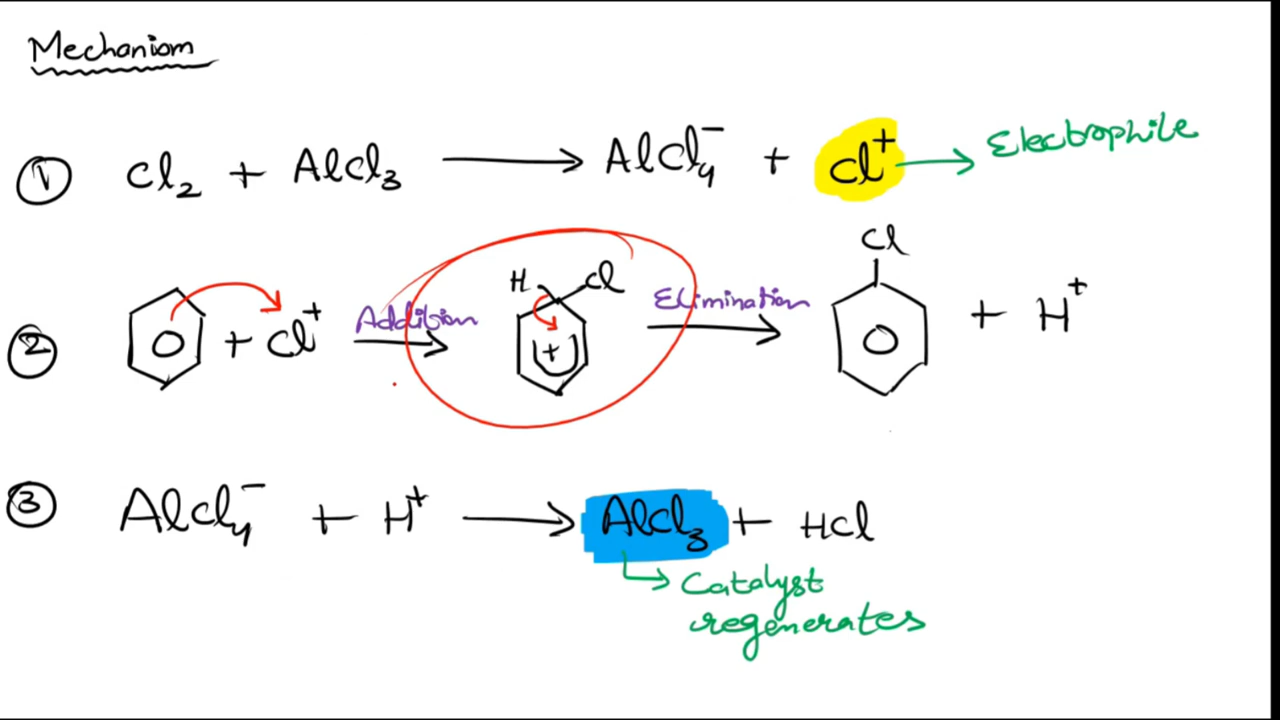 Mechanism
① Cl₂ + AlCl₃ → AlCl₄⁻ + Cl⁺ → Electrophile
② + Cl⁺ Addition → H Cl (+) Elimination → Cl + H⁺
③ AlCl₄⁻ + H⁺ → AlCl₃ + HCl
↳ Catalyst
regenerates